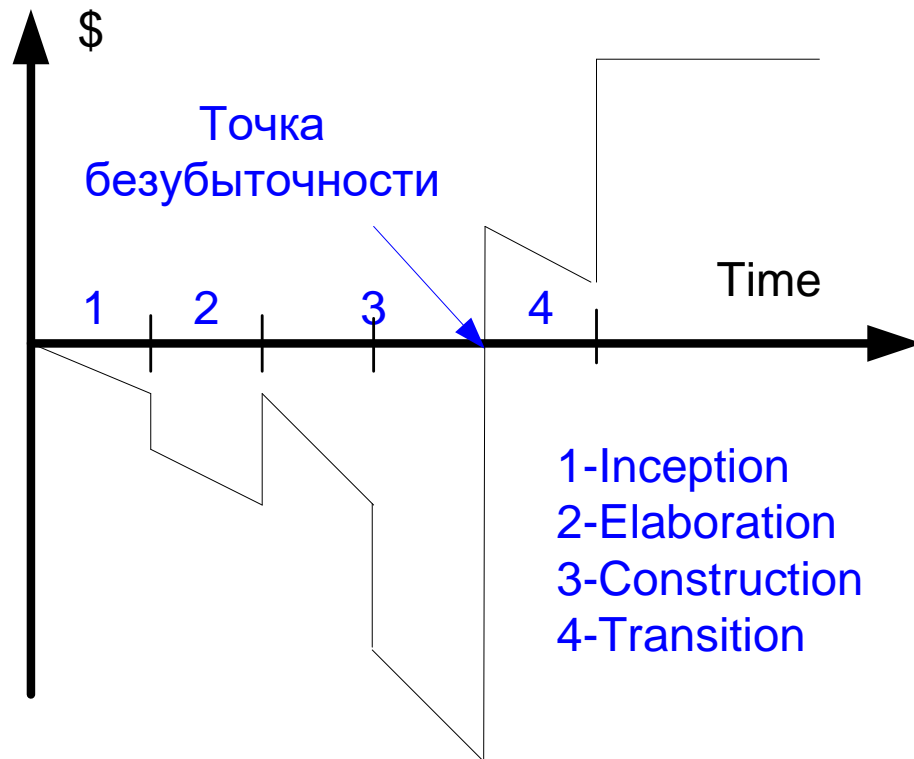 $
Точка
безубыточности
Time
1
2
3
4
1-Inception
2-Elaboration
3-Construction
4-Transition